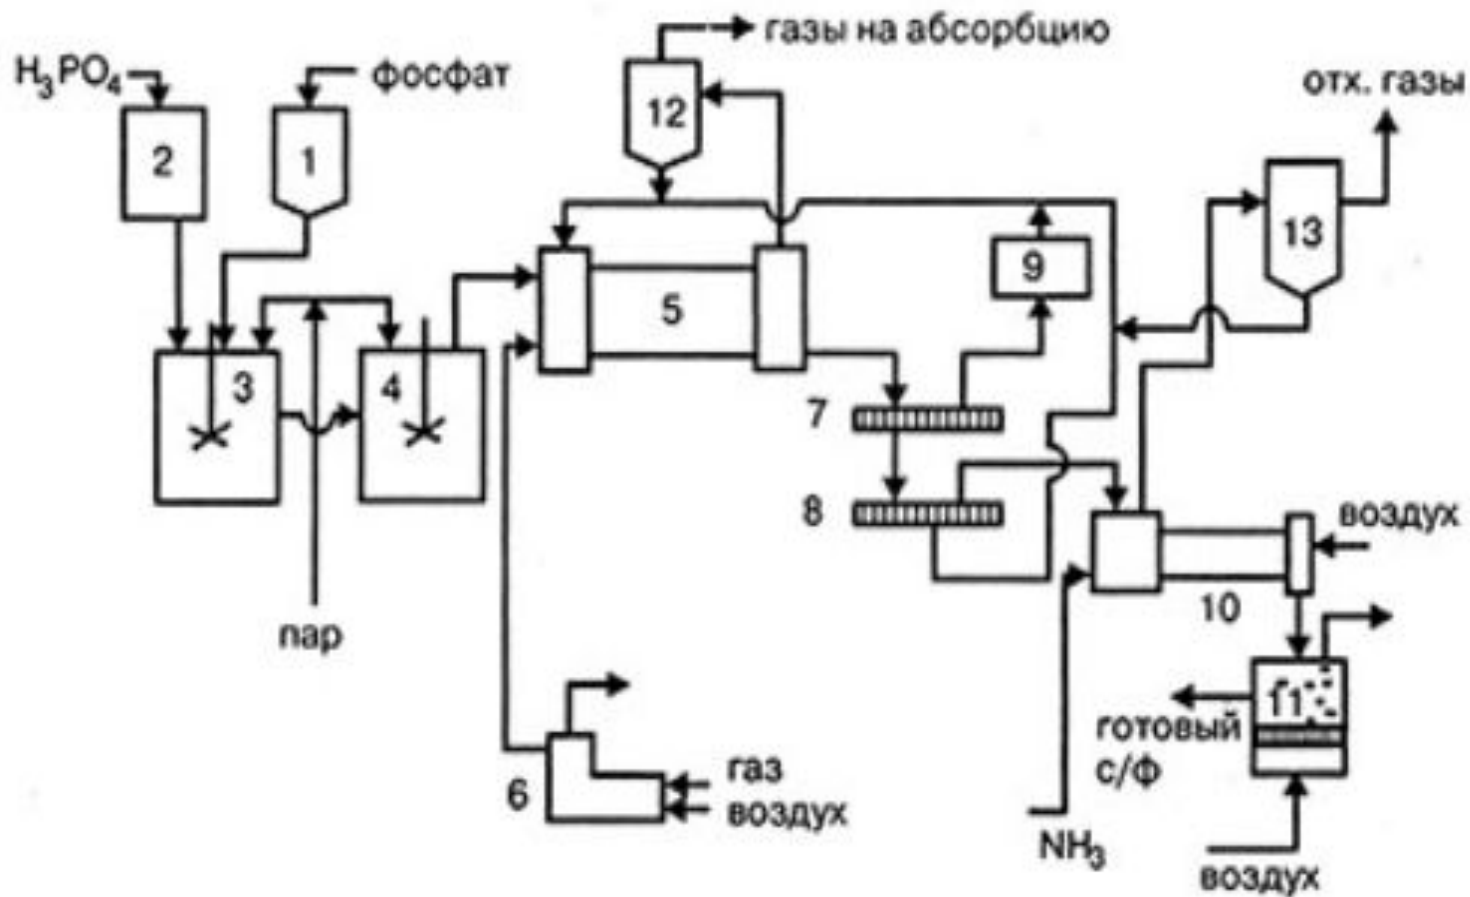 газы на абсорбцию
H₃PO₄
фосфат
отх. газы
12
2
1
13
9
5
3
4
7
8
воздух
10
пар
11
готовый
с/ф
газ
6
воздух
NH₃
воздух